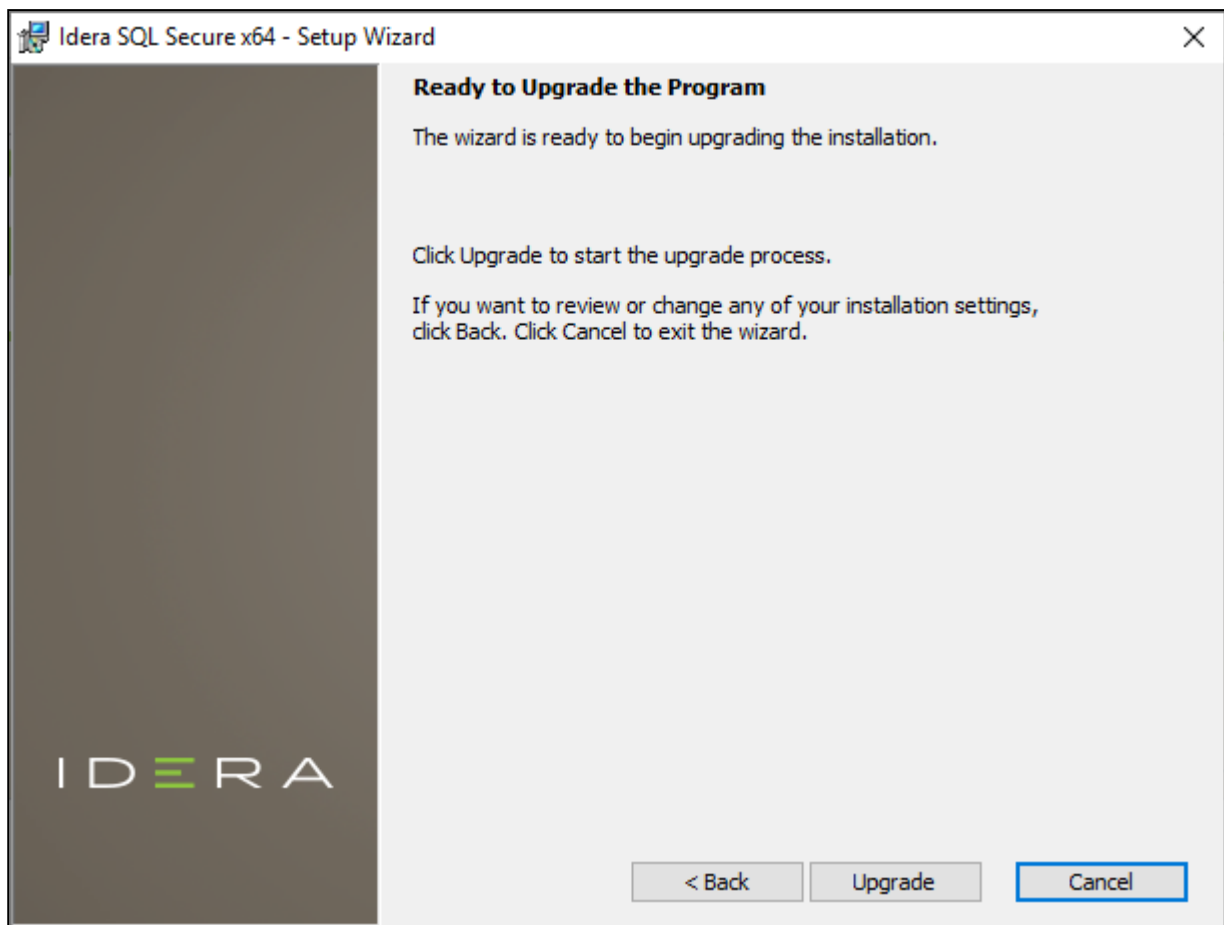 Idera SQL Secure x64 - Setup Wizard
Ready to Upgrade the Program
The wizard is ready to begin upgrading the installation.
Click Upgrade to start the upgrade process.
If you want to review or change any of your installation settings,
click Back. Click Cancel to exit the wizard.
IDERA
< Back
Upgrade
Cancel